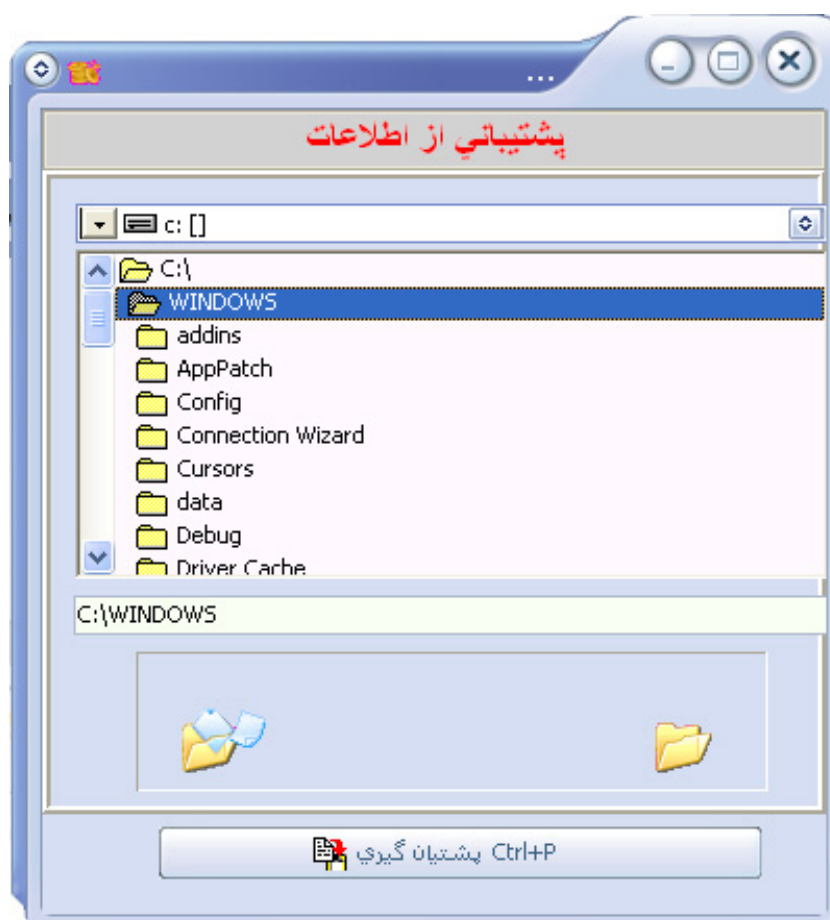 ...
پشتيباني از اطلاعات
c: []
C:\
WINDOWS
addins
AppPatch
Config
Connection Wizard
Cursors
data
Debug
Driver Cache
C:\WINDOWS
پشتيان گيري Ctrl+P